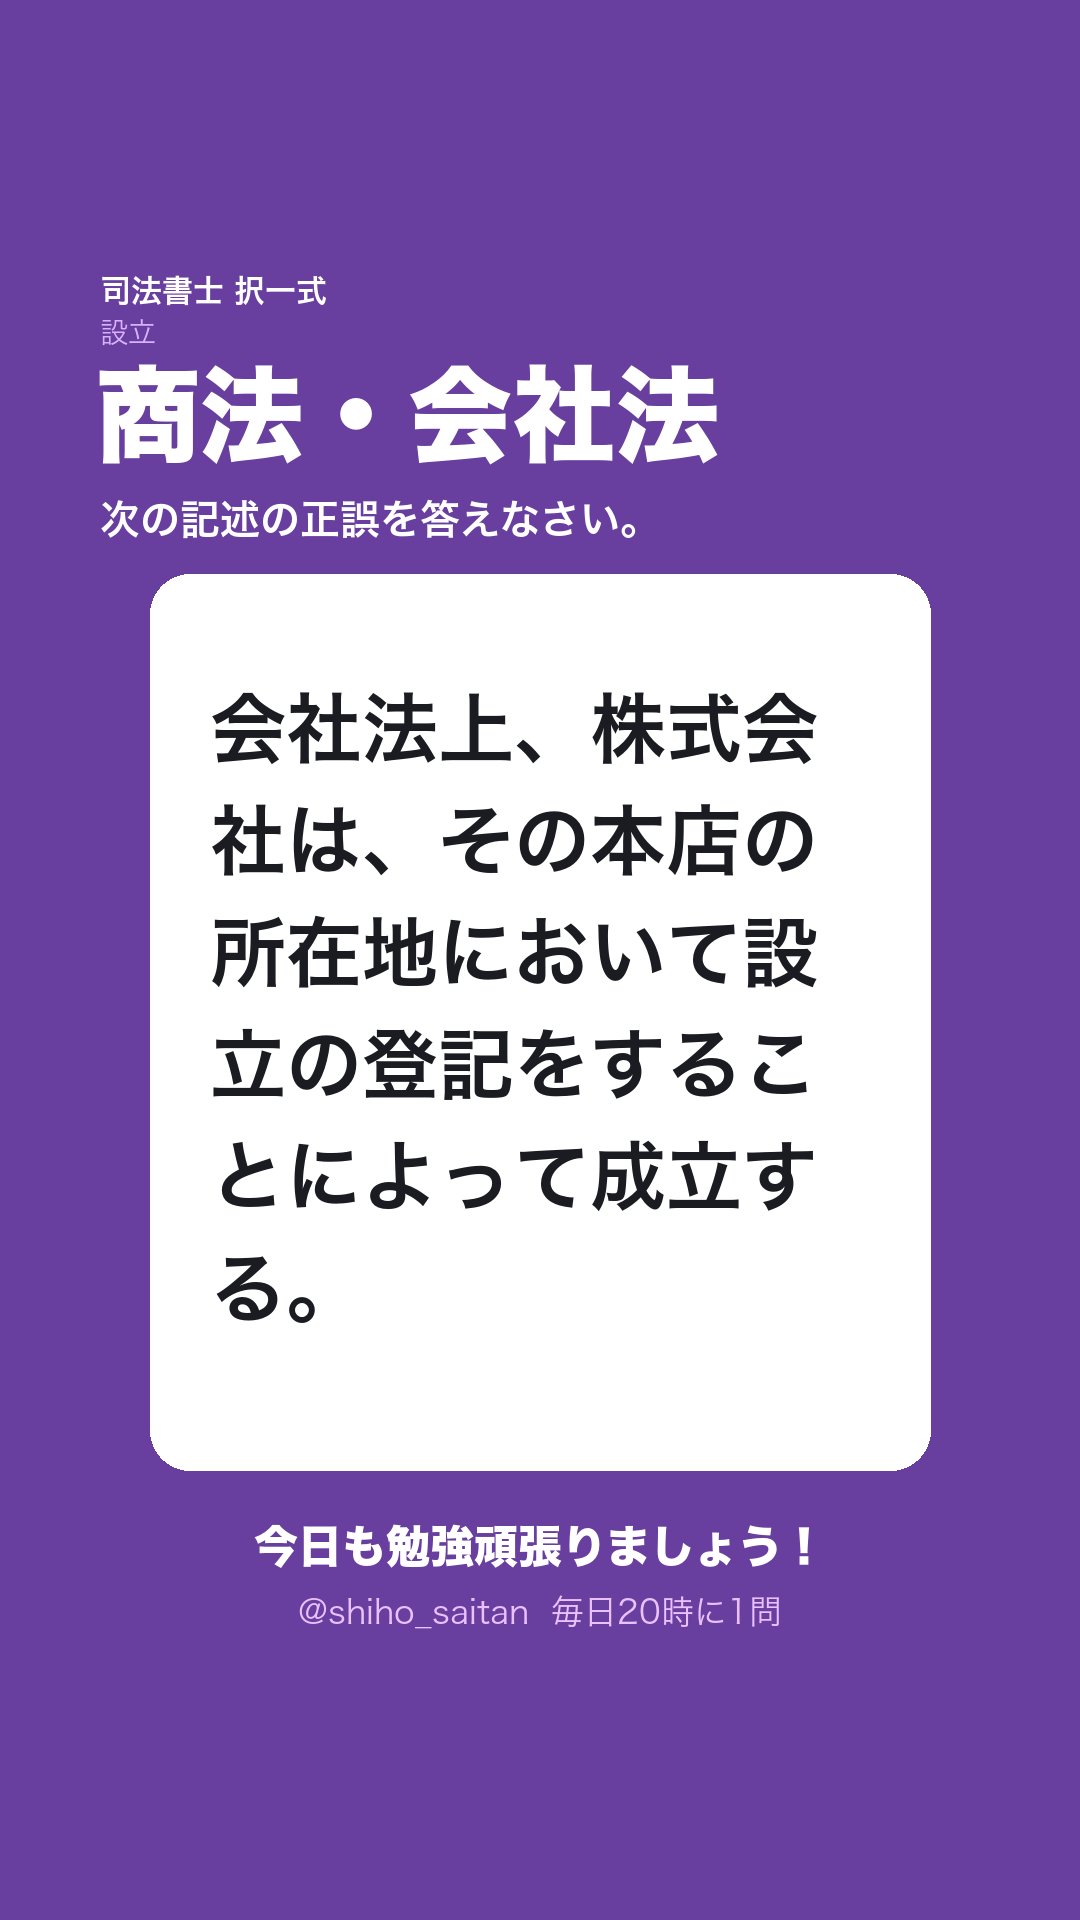 司法書士 択一式
設立
商法・会社法
次の記述の正誤を答えなさい。
会社法上、株式会
社は、その本店の
所在地において設
立の登記をするこ
とによって成立す
る。
今日も勉強頑張りましょう！
@shiho_saitan 毎日20時に1問